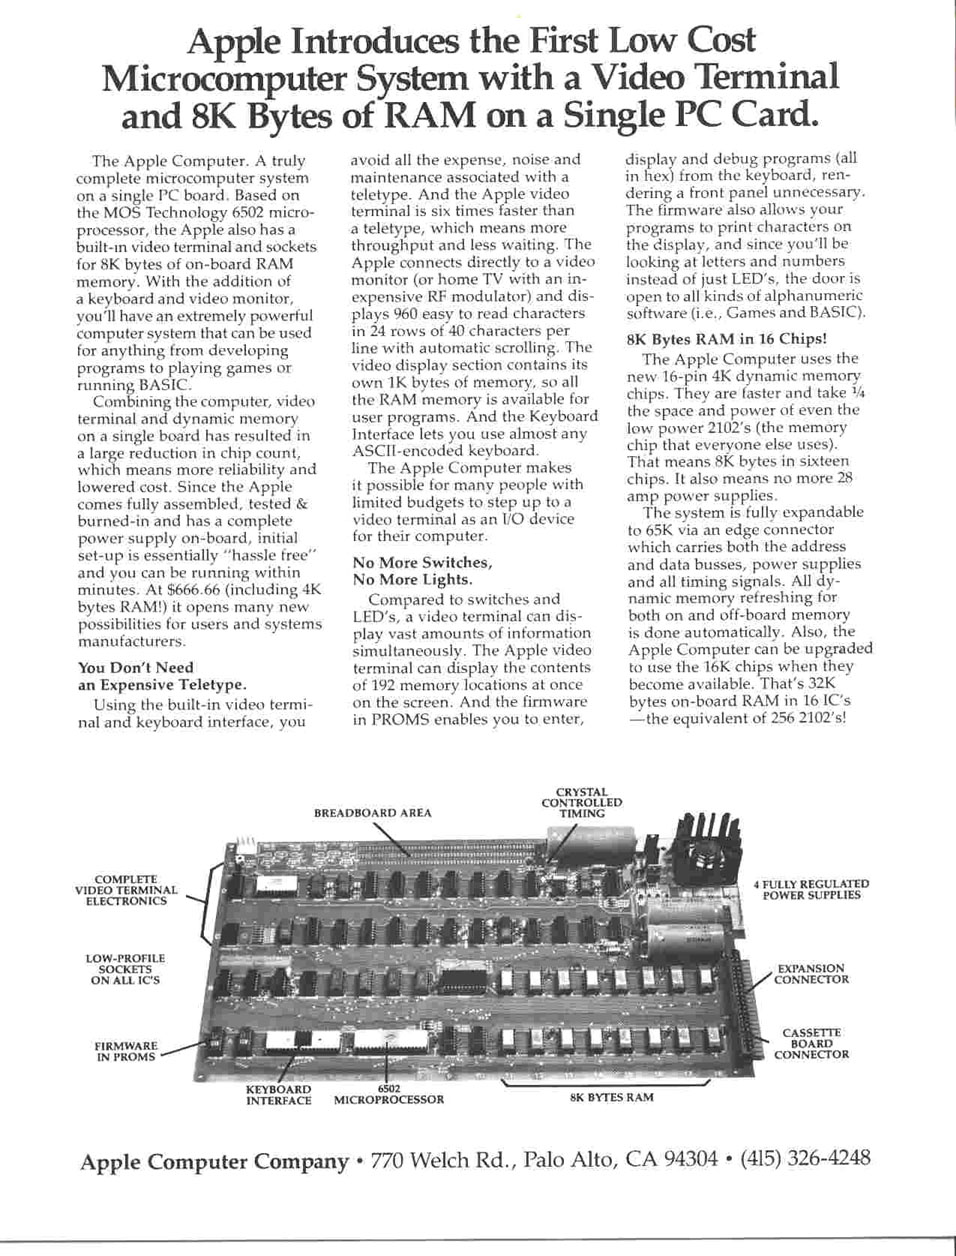 Apple Introduces the First Low Cost
Microcomputer System with a Video Terminal
and 8K Bytes of RAM on a Single PC Card.
The Apple Computer. A truly
complete microcomputer system
on a single PC board. Based on
the MOS Technology 6502 micro-
processor, the Apple also has a
built-in video terminal and sockets
for 8K bytes of on-board RAM
memory. With the addition of
a keyboard and video monitor,
you'll have an extremely powerful
computer system that can be used
for anything from developing
programs to playing games or
running BASIC.
Combining the computer, video
terminal and dynamic memory
on a single board has resulted in
a large reduction in chip count,
which means more reliability and
lowered cost. Since the Apple
comes fully assembled, tested &
burned-in and has a complete
power supply on-board, initial
set-up is essentially "hassle free"
and you can be running within
minutes. At $666.66 (including 4K
bytes RAM!) it opens many new
possibilities for users and systems
manufacturers.
You Don't Need
an Expensive Teletype.
Using the built-in video termi-
nal and keyboard interface, you
avoid all the expense, noise and
maintenance associated with a
teletype. And the Apple video
terminal is six times faster than
a teletype, which means more
throughput and less waiting. The
Apple connects directly to a video
monitor (or home TV with an in-
expensive RF modulator) and dis-
plays 960 easy to read characters
in 24 rows of 40 characters per
line with automatic scrolling. The
video display section contains its
own 1K bytes of memory, so all
the RAM memory is available for
user programs. And the Keyboard
Interface lets you use almost any
ASCII-encoded keyboard.
The Apple Computer makes
it possible for many people with
limited budgets to step up to a
video terminal as an I/O device
for their computer.
No More Switches,
No More Lights.
Compared to switches and
LED's, a video terminal can dis-
play vast amounts of information
simultaneously. The Apple video
terminal can display the contents
of 192 memory locations at once
on the screen. And the firmware
in PROMS enables you to enter,
display and debug programs (all
in hex) from the keyboard, ren-
dering a front panel unnecessary.
The firmware also allows your
programs to print characters on
the display, and since you'll be
looking at letters and numbers
instead of just LED's, the door is
open to all kinds of alphanumeric
software (i.e., Games and BASIC).
8K Bytes RAM in 16 Chips!
The Apple Computer uses the
new 16-pin 4K dynamic memory
chips. They are faster and take ¼
the space and power of even the
low power 2102's (the memory
chip that everyone else uses).
That means 8K bytes in sixteen
chips. It also means no more 28
amp power supplies.
The system is fully expandable
to 65K via an edge connector
which carries both the address
and data busses, power supplies
and all timing signals. All dy-
namic memory refreshing for
both on and off-board memory
is done automatically. Also, the
Apple Computer can be upgraded
to use the 16K chips when they
become available. That's 32K
bytes on-board RAM in 16 IC's
—the equivalent of 256 2102's!
CRYSTAL
CONTROLLED
TIMING
BREADBOARD AREA
COMPLETE
VIDEO TERMINAL
ELECTRONICS
4 FULLY REGULATED
POWER SUPPLIES
LOW-PROFILE
SOCKETS
ON ALL IC'S
EXPANSION
CONNECTOR
FIRMWARE
IN PROMS
CASSETTE
BOARD
CONNECTOR
KEYBOARD
INTERFACE
6502
MICROPROCESSOR
8K BYTES RAM
Apple Computer Company • 770 Welch Rd., Palo Alto, CA 94304 • (415) 326-4248